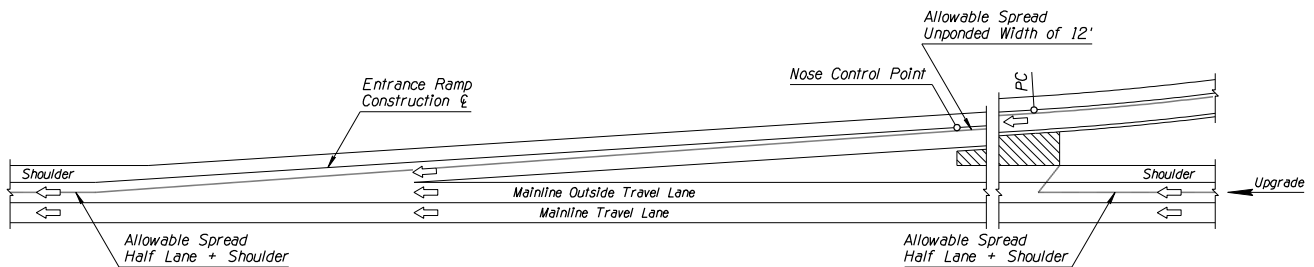 Allowable Spread
Unponded Width of 12'
Nose Control Point
PC
Entrance Ramp
Construction ℄
Shoulder
Mainline Outside Travel Lane
Mainline Travel Lane
Shoulder
Upgrade
Allowable Spread
Half Lane + Shoulder
Allowable Spread
Half Lane + Shoulder